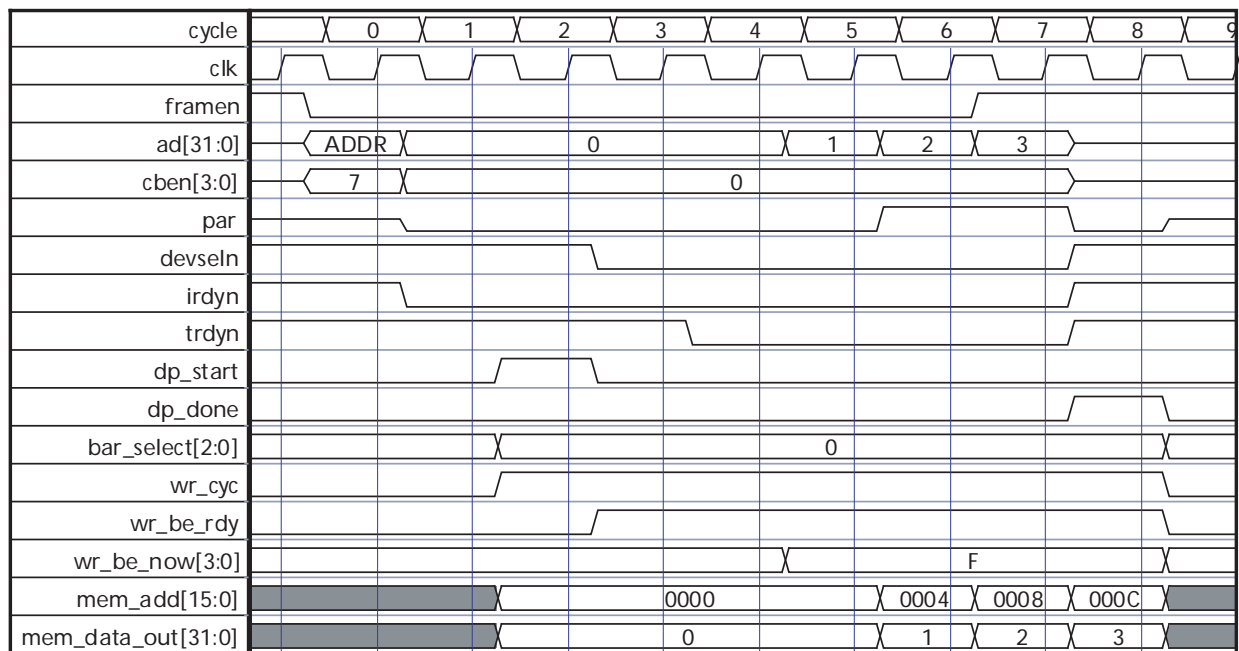 cycle 0 1 2 3 4 5 6 7 8 9
clk
framen
ad[31:0] ADDR 0 1 2 3
cben[3:0] 7 0
par
devseln
irdyn
trdyn
dp_start
dp_done
bar_select[2:0] 0
wr_cyc
wr_be_rdy
wr_be_now[3:0] F
mem_add[15:0] 0000 0004 0008 000C
mem_data_out[31:0] 0 1 2 3